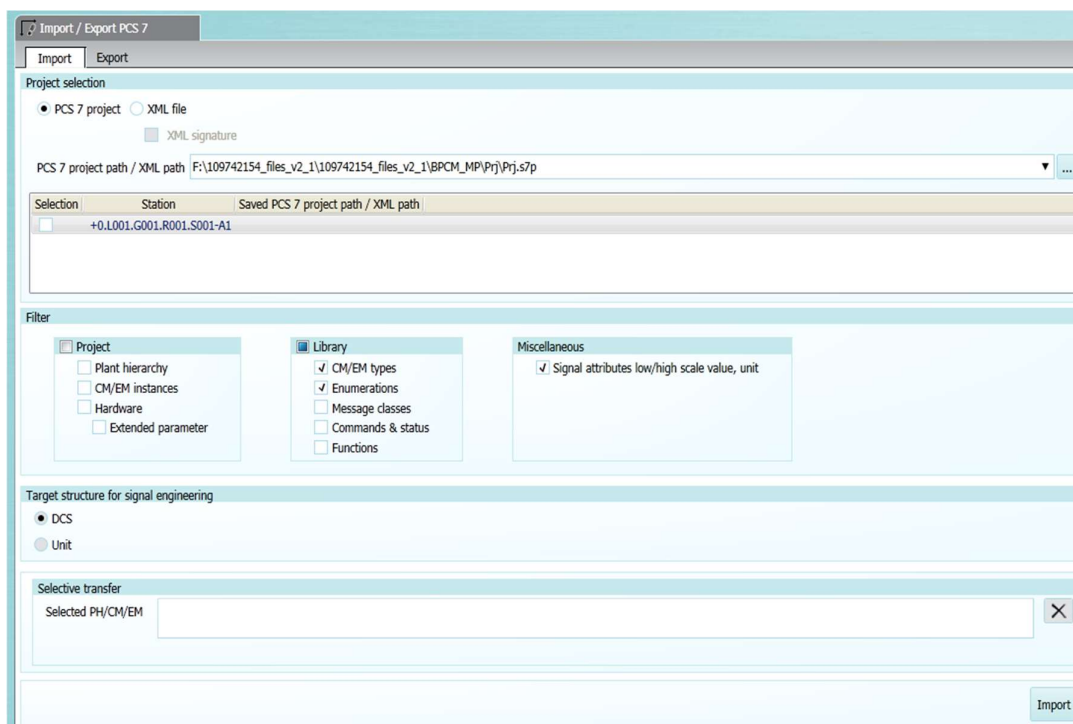 Import / Export PCS 7
Import Export
Project selection
PCS 7 project XML file
XML signature
PCS 7 project path / XML path F:\109742154_files_v2_1\109742154_files_v2_1\BPCM_MP\Prj\Prj.s7p ...
Selection Station Saved PCS 7 project path / XML path
+0.L001.G001.R001.S001-A1
Filter
Project Library Miscellaneous
Plant hierarchy CM/EM types Signal attributes low/high scale value, unit
CM/EM instances Enumerations
Hardware Message classes
Extended parameter Commands & status
Functions
Target structure for signal engineering
DCS
Unit
Selective transfer
Selected PH/CM/EM
Import